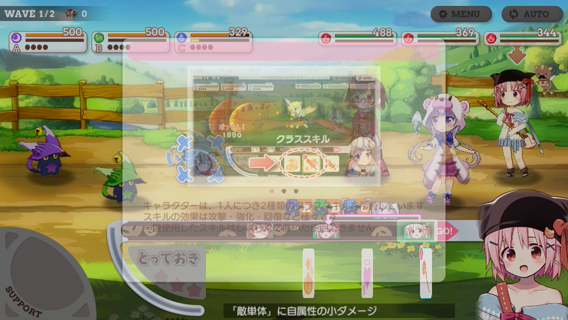 WAVE 1/2 0
MENU
AUTO
500 500 329 488 369 344
A B C
クラススキル
キャラクターは、1人につき2種類
スキルの効果は攻撃・強化・回復
GO!
とっておき
SUPPORT
「敵単体」に自属性の小ダメージ